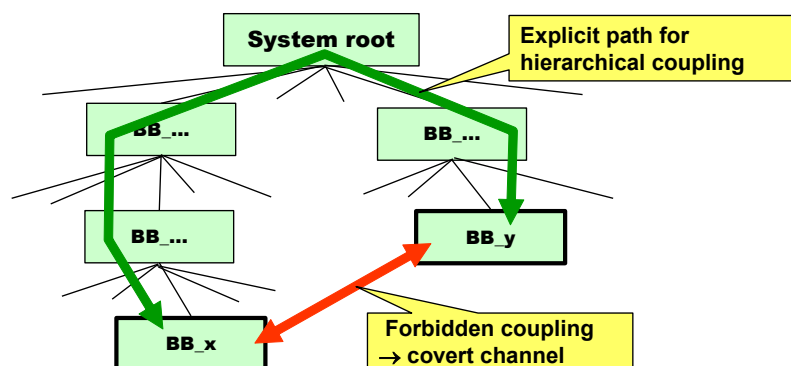 System root
Explicit path for
hierarchical coupling
BB_...
BB_...
BB_...
BB_y
BB_x
Forbidden coupling
→ covert channel